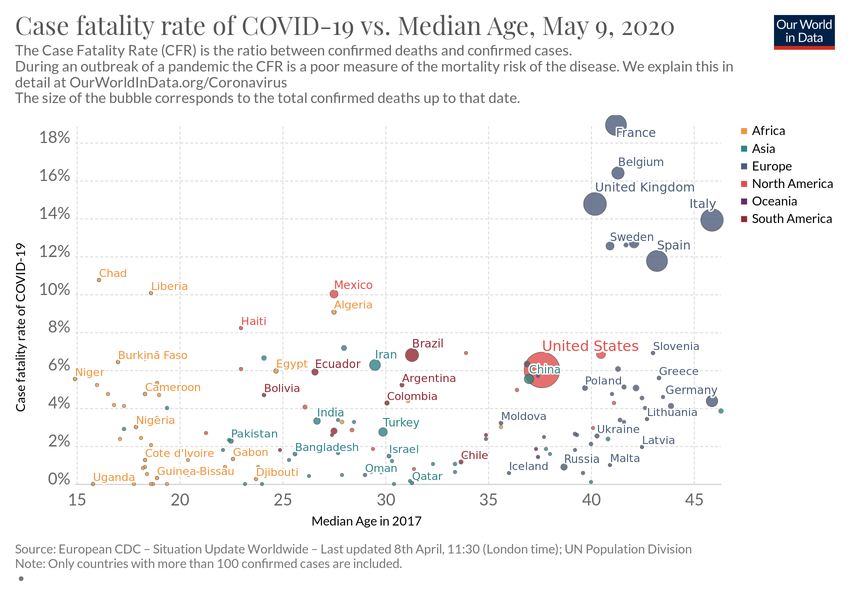 Case fatality rate of COVID-19 vs. Median Age, May 9, 2020
Our World
in Data
The Case Fatality Rate (CFR) is the ratio between confirmed deaths and confirmed cases.
During an outbreak of a pandemic the CFR is a poor measure of the mortality risk of the disease. We explain this in
detail at OurWorldInData.org/Coronavirus
The size of the bubble corresponds to the total confirmed deaths up to that date.
Case fatality rate of COVID-19
18%
16%
14%
12%
10%
8%
6%
4%
2%
0%
France
Belgium
United Kingdom
Italy
Sweden
Spain
Chad
Liberia
Mexico
Algeria
Haiti
Brazil
United States
Slovenia
Burkina Faso
Iran
Niger
Egypt
Ecuador
China
Greece
Cameroon
Bolivia
Argentina
Poland
Germany
Colombia
Nigeria
India
Turkey
Moldova
Lithuania
Pakistan
Ukraine
Bangladesh
Israel
Latvia
Cote d'Ivoire
Gabon
Chile
Russia
Malta
Uganda
Guinea-Bissau
Djibouti
Oman
Qatar
Iceland
15
20
25
30
35
40
45
Median Age in 2017
Africa
Asia
Europe
North America
Oceania
South America
Source: European CDC – Situation Update Worldwide – Last updated 8th April, 11:30 (London time); UN Population Division
Note: Only countries with more than 100 confirmed cases are included.